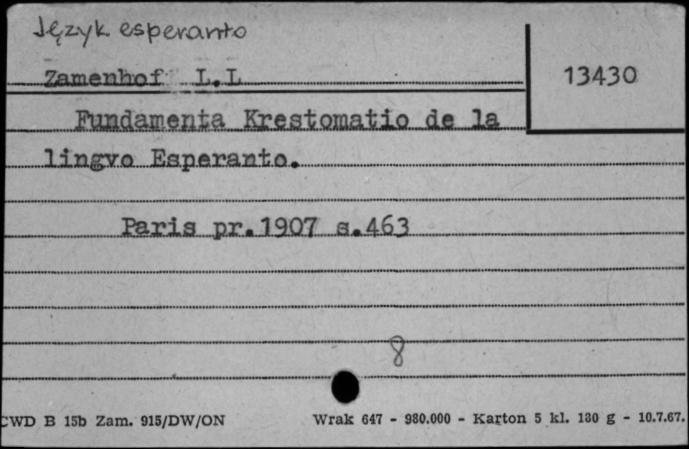 Język esperanto
Zamenhof L.L
13430
Fundamenta Krestomatio de la
lingvo Esperanto.
Paris pr.1907 s.463
8
CWD B 15b Zam. 915/DW/ON
Wrak 647 - 980.000 - Karton 5 kl. 180 g - 10.7.67.